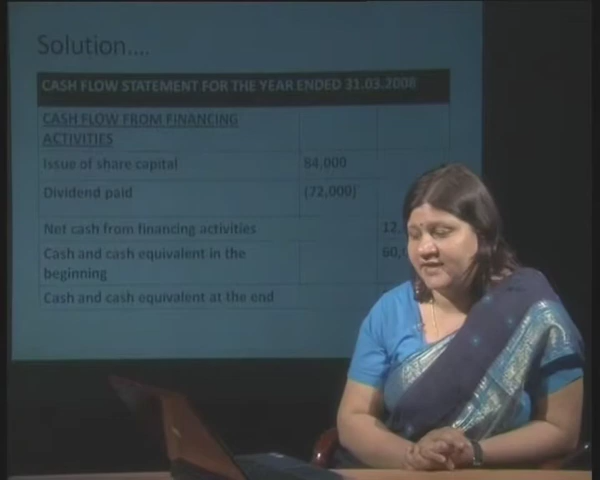 Solution....
CASH FLOW STATEMENT FOR THE YEAR ENDED 31.03.2008
CASH FLOW FROM FINANCING
ACTIVITIES
Issue of share capital 84,000
Dividend paid (72,000)
Net cash from financing activities 12,
Cash and cash equivalent in the 60,
beginning
Cash and cash equivalent at the end